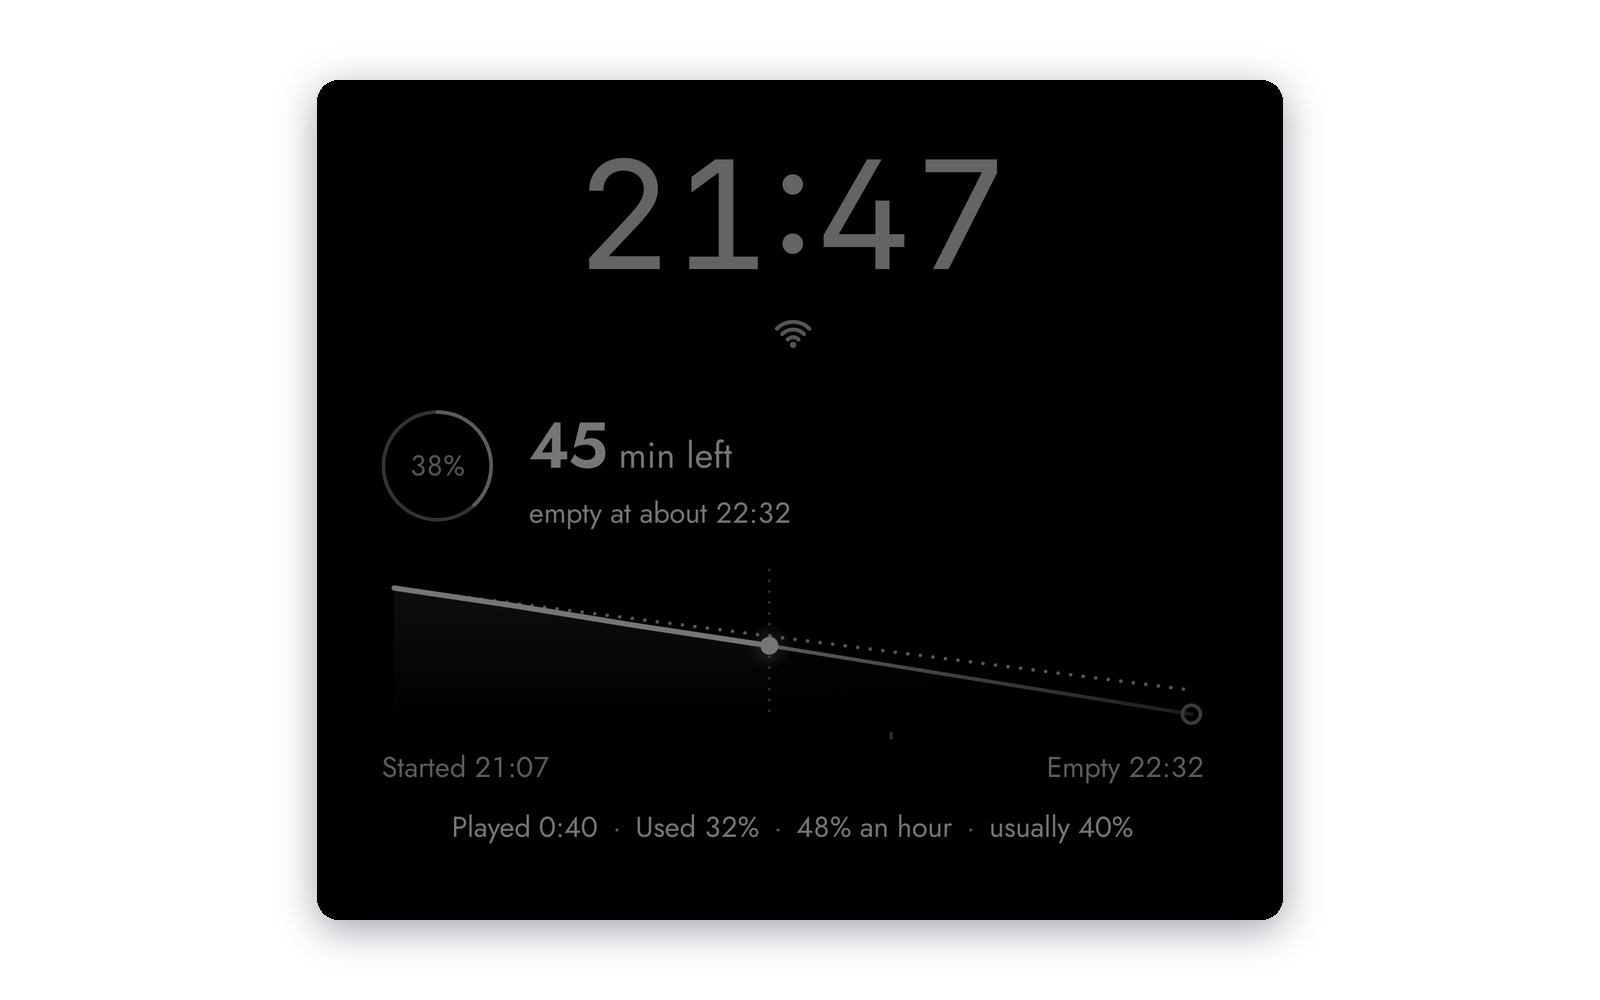 21:47
38%
45 min left
empty at about 22:32
Started 21:07
Empty 22:32
Played 0:40 · Used 32% · 48% an hour · usually 40%